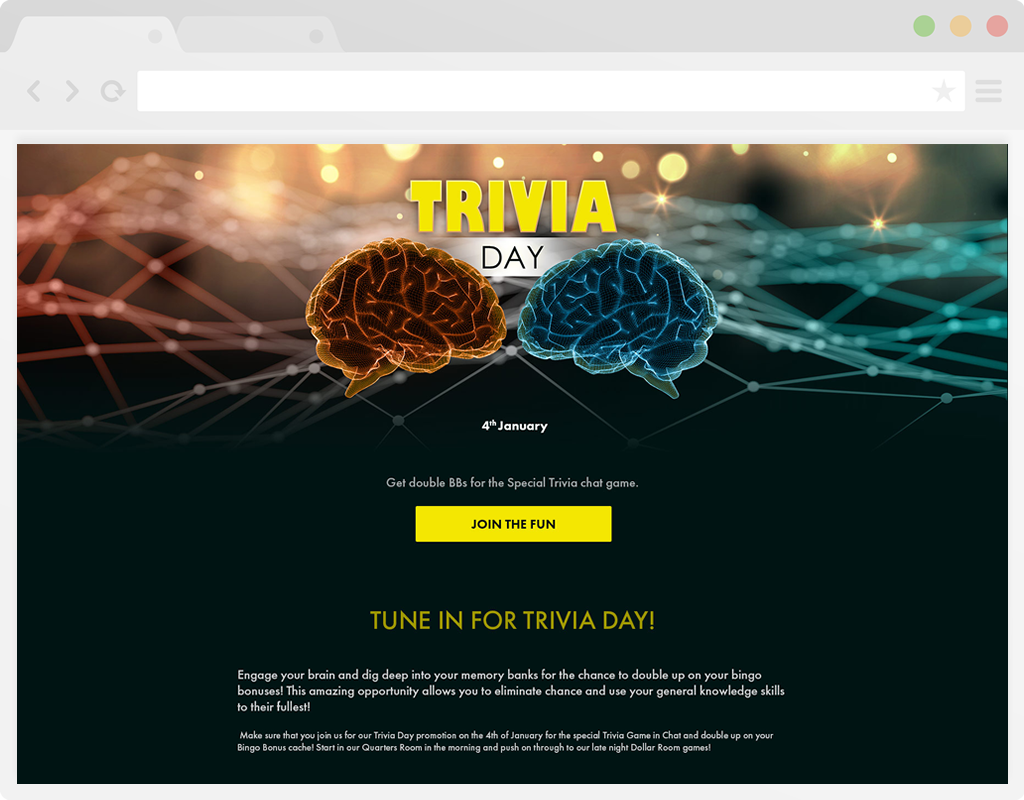 TRIVIA
DAY
4th January
Get double BBs for the Special Trivia chat game.
JOIN THE FUN
TUNE IN FOR TRIVIA DAY!
Engage your brain and dig deep into your memory banks for the chance to double up on your bingo
bonuses! This amazing opportunity allows you to eliminate chance and use your general knowledge skills
to their fullest!
Make sure that you join us for our Trivia Day promotion on the 4th of January for the special Trivia Game in Chat and double up on your
Bingo Bonus cache! Start in our Quarters Room in the morning and push on through to our late night Dollar Room games!